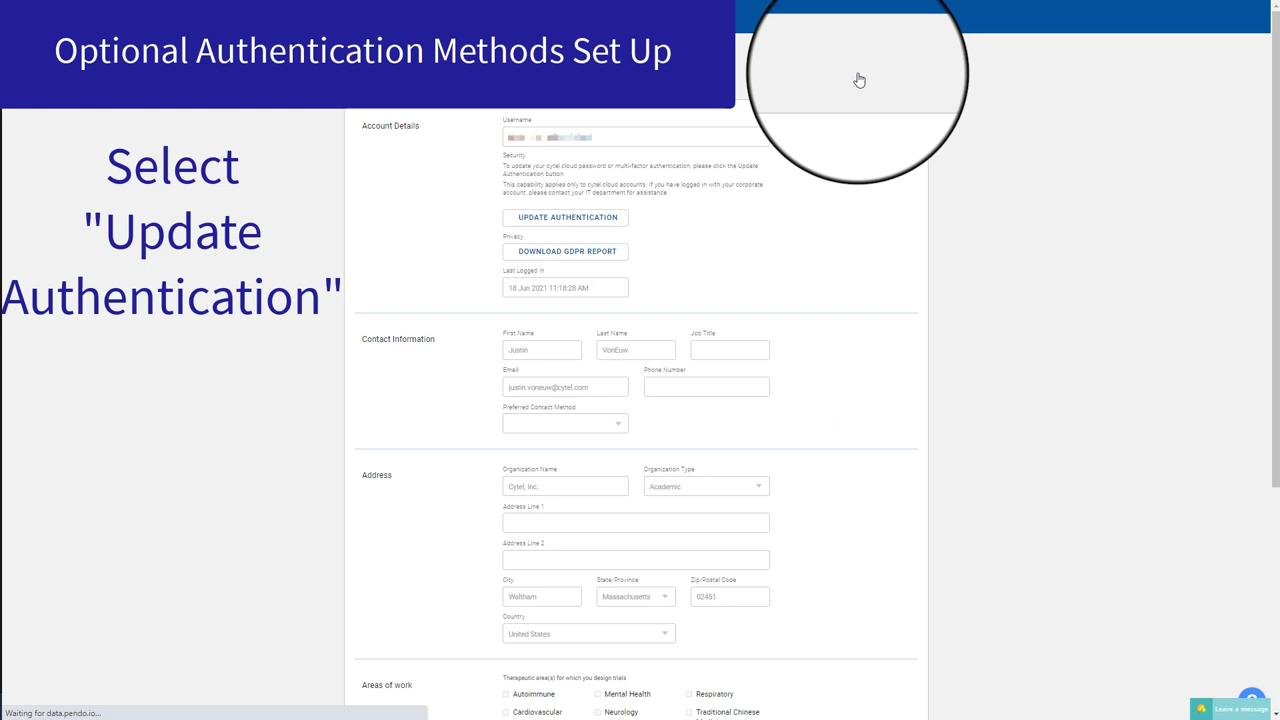 Optional Authentication Methods Set Up
Select
"Update
Authentication"
Account Details
Username
Security
To update your cytel.cloud password or multi-factor authentication, please click the Update
Authentication button
This capability applies only to cytel.cloud accounts. If you have logged in with your corporate
account, please contact your IT department for assistance.
UPDATE AUTHENTICATION
Privacy
DOWNLOAD GDPR REPORT
Last Logged In
18 Jun 2021 11:18:28 AM
Contact Information
First Name Last Name Job Title
Justin VonEuw
Email Phone Number
justin.voneuw@cytel.com
Preferred Contact Method
Address
Organization Name Organization Type
Cytel, Inc. Academic
Address Line 1
Address Line 2
City State/Province Zip/Postal Code
Waltham Massachusetts 02451
Country
United States
Areas of work
Therapeutic area(s) for which you design trials
Autoimmune Mental Health Respiratory
Cardiovascular Neurology Traditional Chinese
Waiting for data.pendo.io...
Leave a message